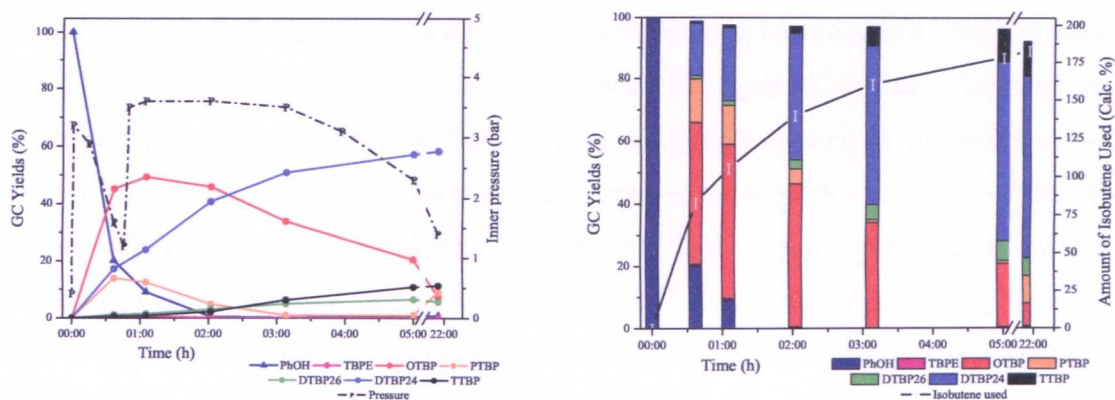 100
80
60
40
20
0
GC Yields (%)
5
4
3
2
1
0
Inner pressure (bar)
00:00 01:00 02:00 03:00 04:00 05:00 22:00
Time (h)
PhOH TBPE OTBP PTBP
DTBP26 DTBP24 TTBP
Pressure
100
80
60
40
20
0
GC Yields (%)
200
175
150
125
100
75
50
25
0
Amount of Isobutene Used (Calc. %)
00:00 01:00 02:00 03:00 04:00 05:00 22:00
Time (h)
PhOH TBPE OTBP PTBP
DTBP26 DTBP24 TTBP
Isobutene used